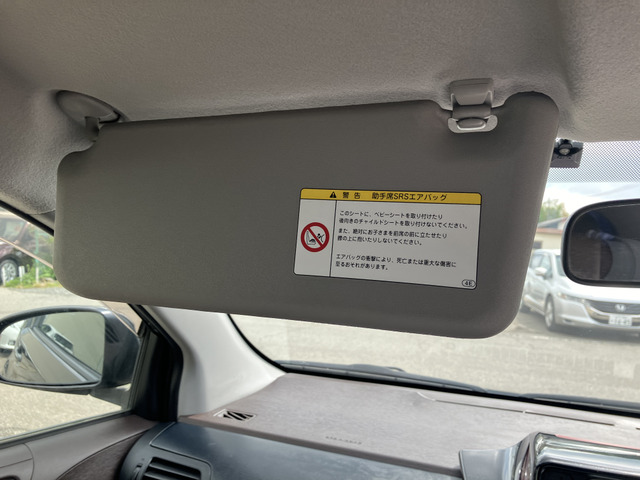 警告 助手席SRSエアバッグ
このシートに、ベビーシートを取り付けたり
後向きのチャイルドシートを取り付けないでください。
また、絶対にお子さまを前席の前に立たせたり
膝の上に抱いたりしないでください。
エアバッグの衝撃により、死亡または重大な傷害に
至るおそれがあります。
4E